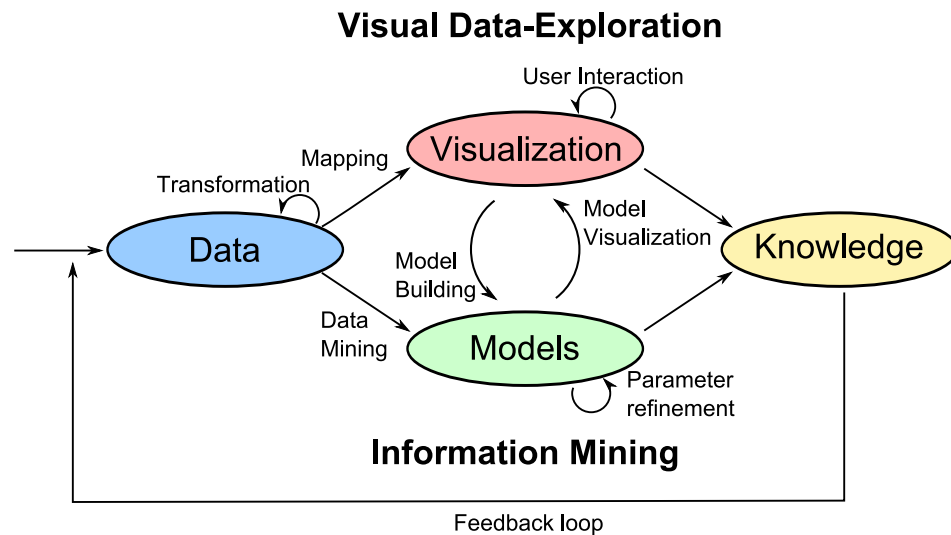 Visual Data-Exploration
User Interaction
Visualization
Mapping
Transformation
Data
Model
Building
Model
Visualization
Knowledge
Data
Mining
Models
Parameter
refinement
Information Mining
Feedback loop